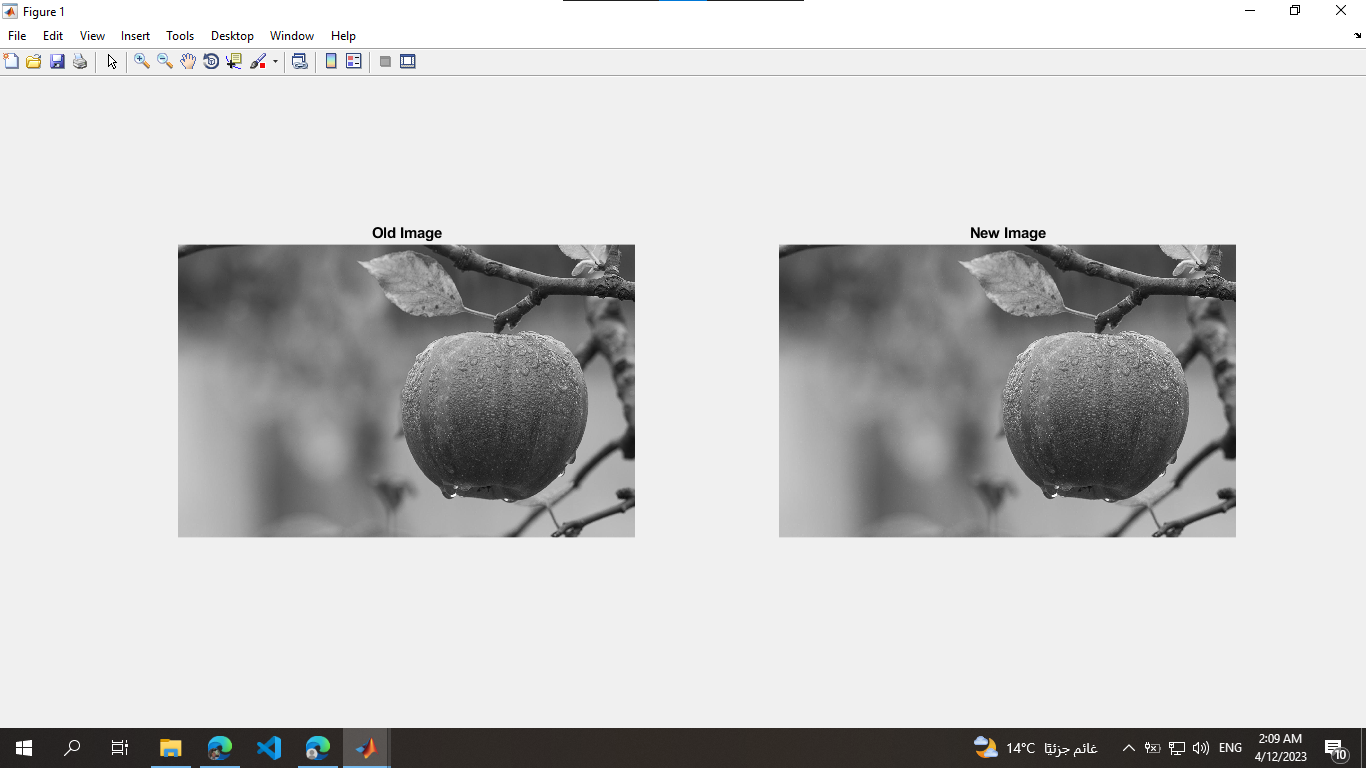 Figure 1
File Edit View Insert Tools Desktop Window Help
Old Image
New Image
14°C غائم جزئيًا
ENG
2:09 AM
4/12/2023
10